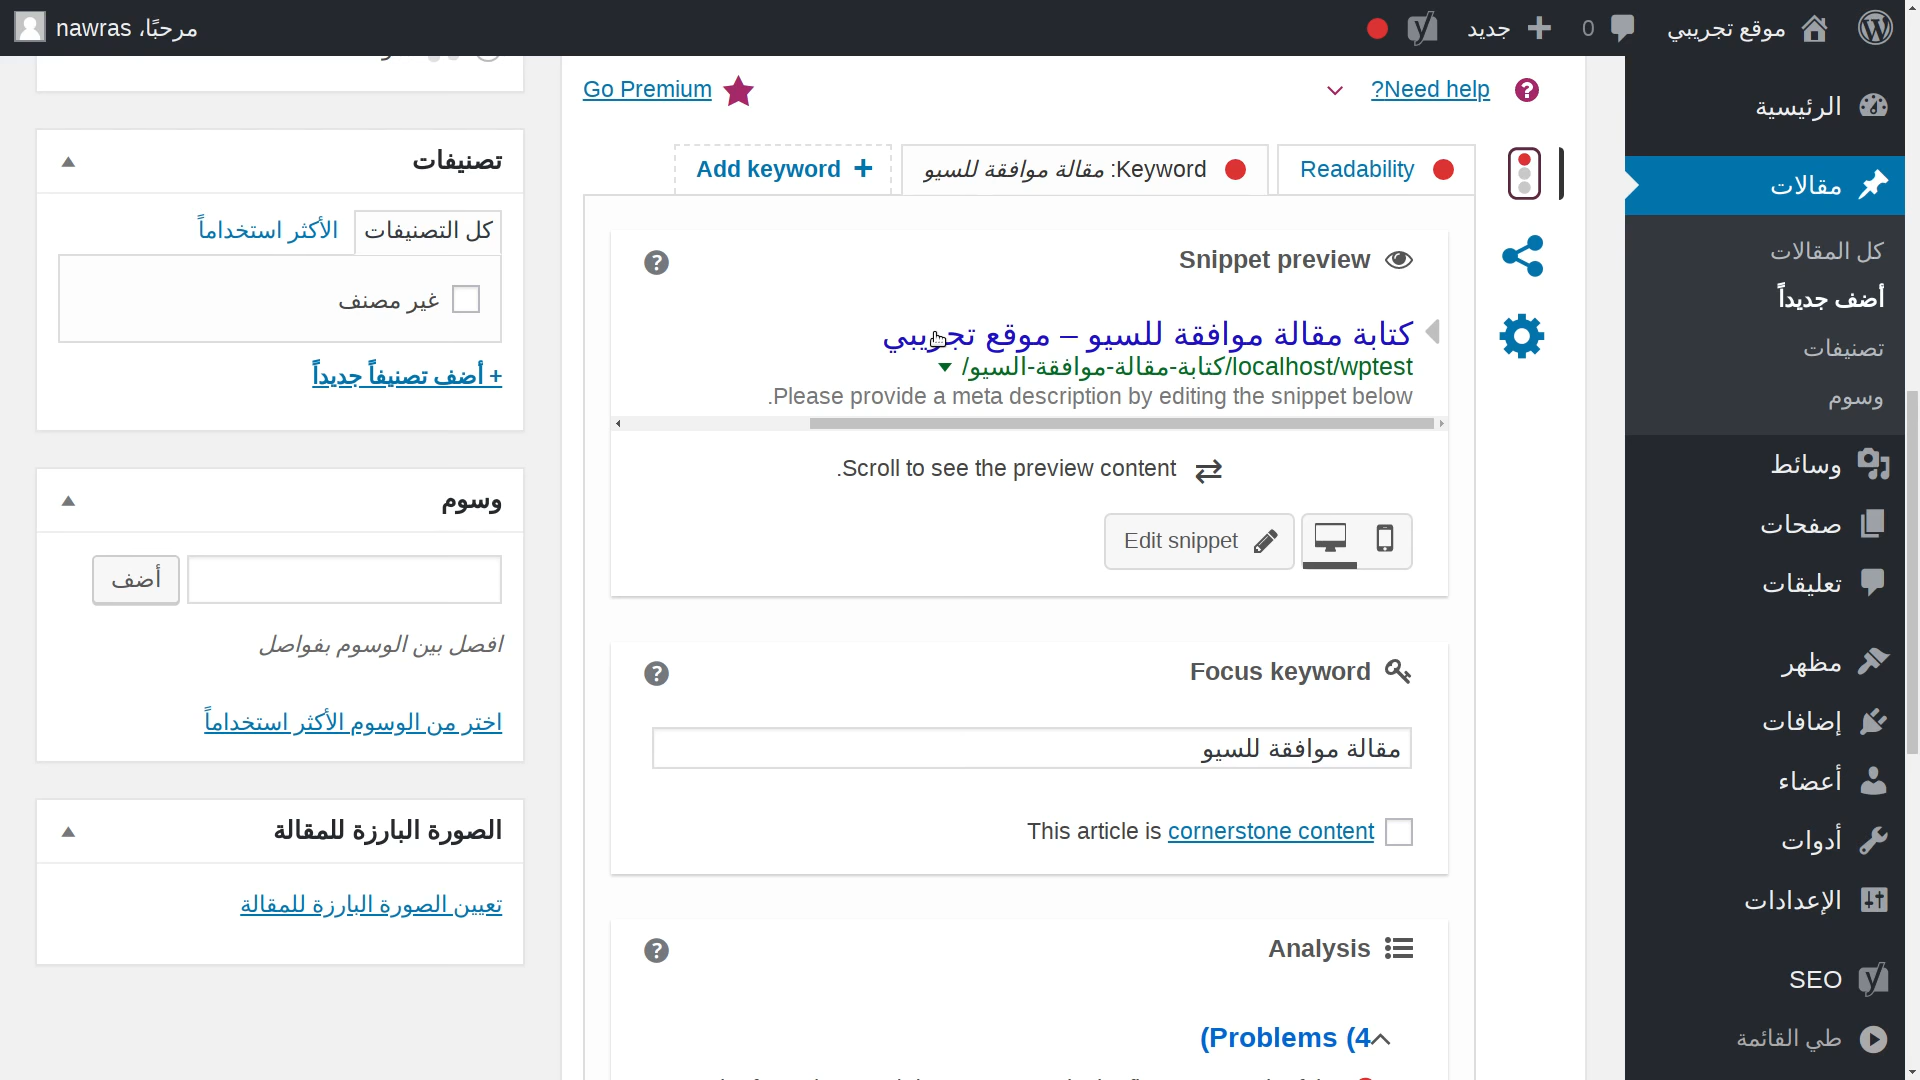 موقع تجريبي
0
جديد
مرحبًا، nawras
الرئيسية
مقالات
كل المقالات
أضف جديداً
تصنيفات
وسوم
وسائط
صفحات
تعليقات
مظهر
إضافات
أعضاء
أدوات
الإعدادات
SEO
طي القائمة
Need help?
Go Premium
Readability
Keyword: مقالة موافقة للسيو
Add keyword
Snippet preview
كتابة مقالة موافقة للسيو – موقع تجريبي
localhost/wptest/كتابة-مقالة-موافقة-السيو/
Please provide a meta description by editing the snippet below.
Scroll to see the preview content.
Edit snippet
Focus keyword
مقالة موافقة للسيو
This article is cornerstone content
Analysis
Problems (4)
تصنيفات
كل التصنيفات
الأكثر استخداماً
غير مصنف
+ أضف تصنيفاً جديداً
وسوم
أضف
افصل بين الوسوم بفواصل
اختر من الوسوم الأكثر استخداماً
الصورة البارزة للمقالة
تعيين الصورة البارزة للمقالة